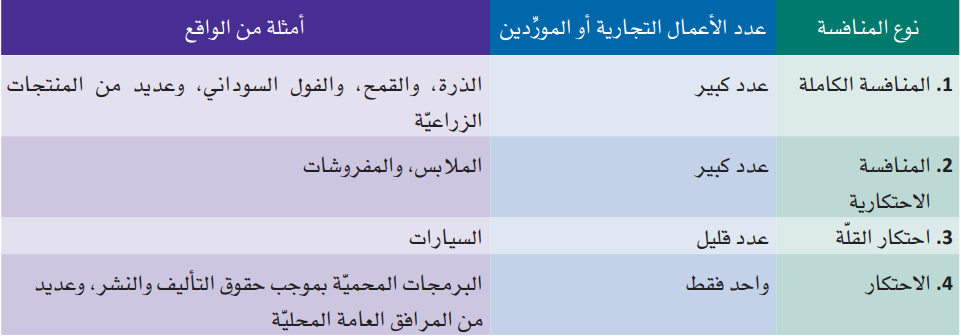 نوع المنافسة
عدد الأعمال التجارية أو المورِّدين
أمثلة من الواقع
1. المنافسة الكاملة
عدد كبير
الذرة، والقمح، والفول السوداني، وعديد من المنتجات
الزراعيّة
2. المنافسة
الاحتكارية
عدد كبير
الملابس، والمفروشات
3. احتكار القلّة
عدد قليل
السيارات
4. الاحتكار
واحد فقط
البرمجات المحميّة بموجب حقوق التأليف والنشر، وعديد
من المرافق العامة المحليّة